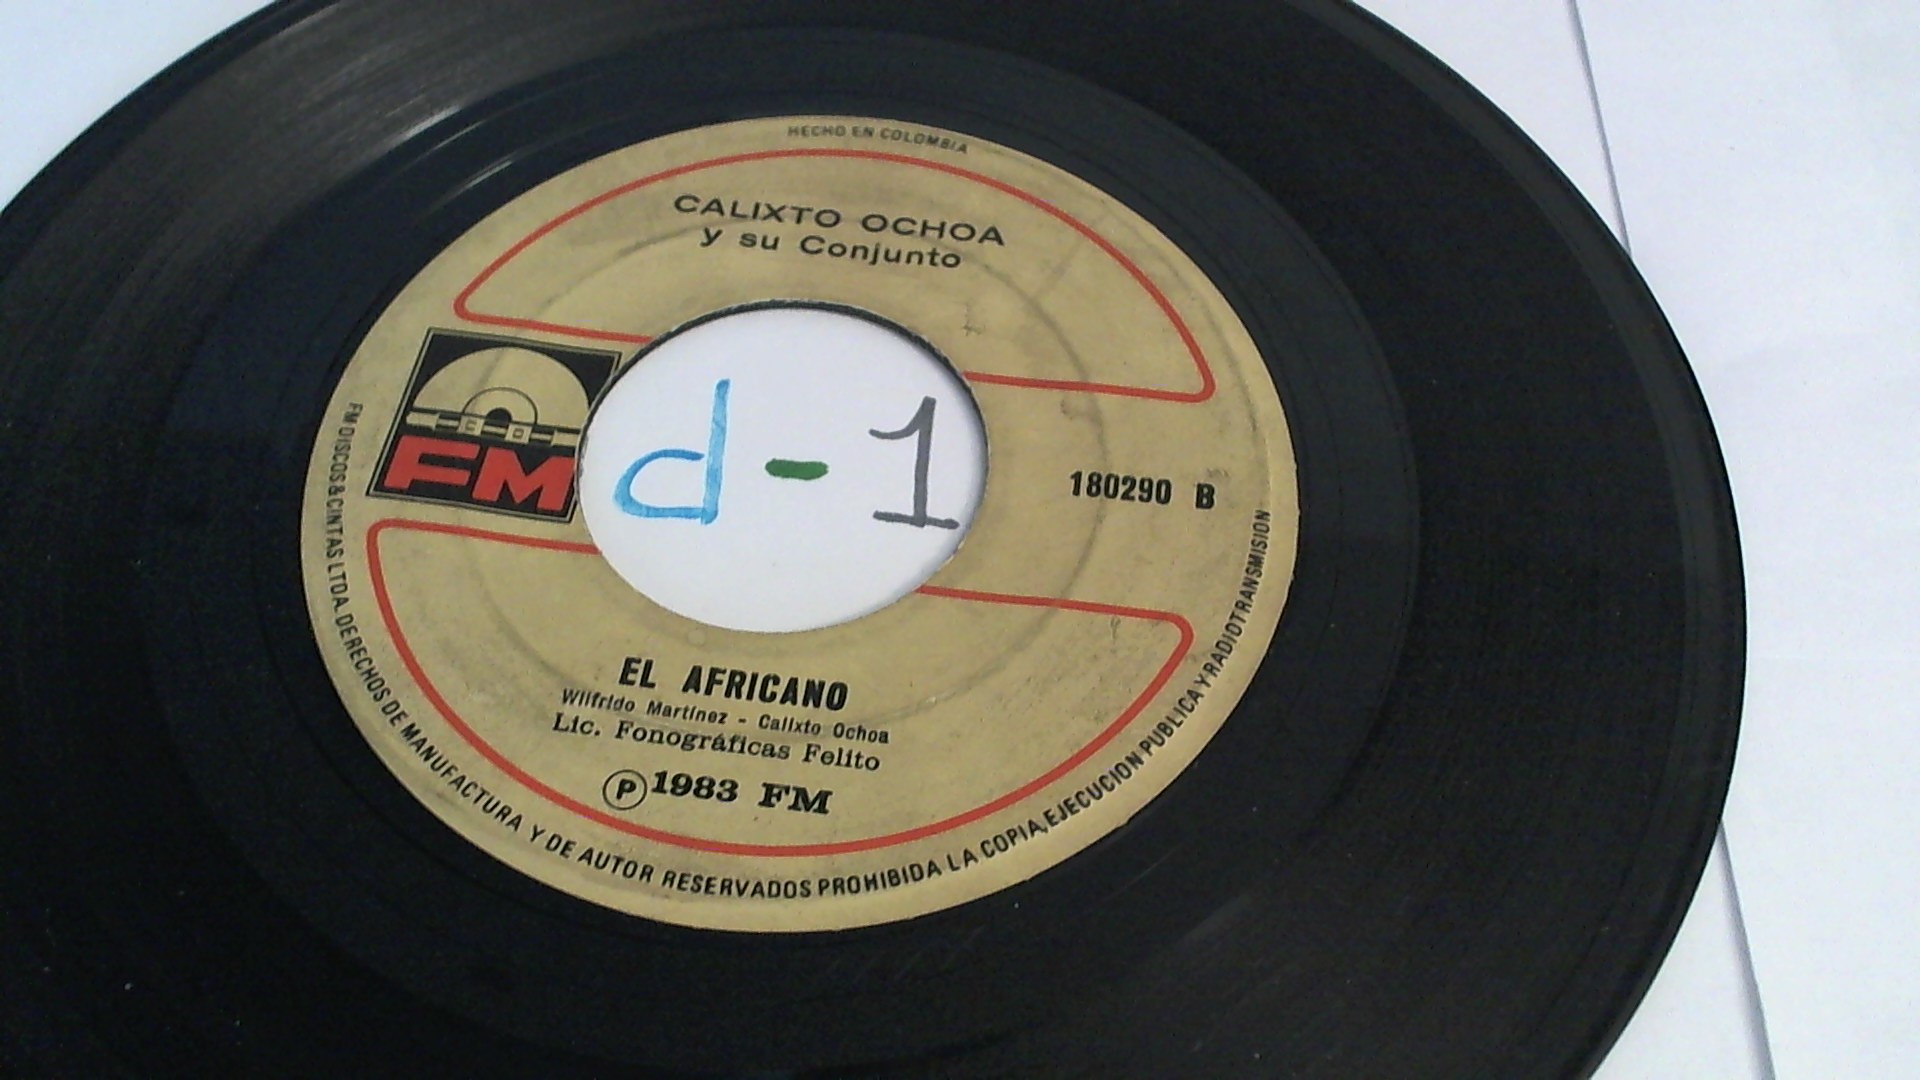 HECHO EN COLOMBIA
CALIXTO OCHOA
y su Conjunto
FM
d - 1
180290 B
EL AFRICANO
Wilfrido Martínez - Calixto Ochoa
Lic. Fonográficas Felito
Ⓟ 1983 FM
FM DISCOS & CINTAS LTDA. DERECHOS DE MANUFACTURA Y DE AUTOR RESERVADOS PROHIBIDA LA COPIA, EJECUCION PUBLICA Y RADIOTRANSMISION